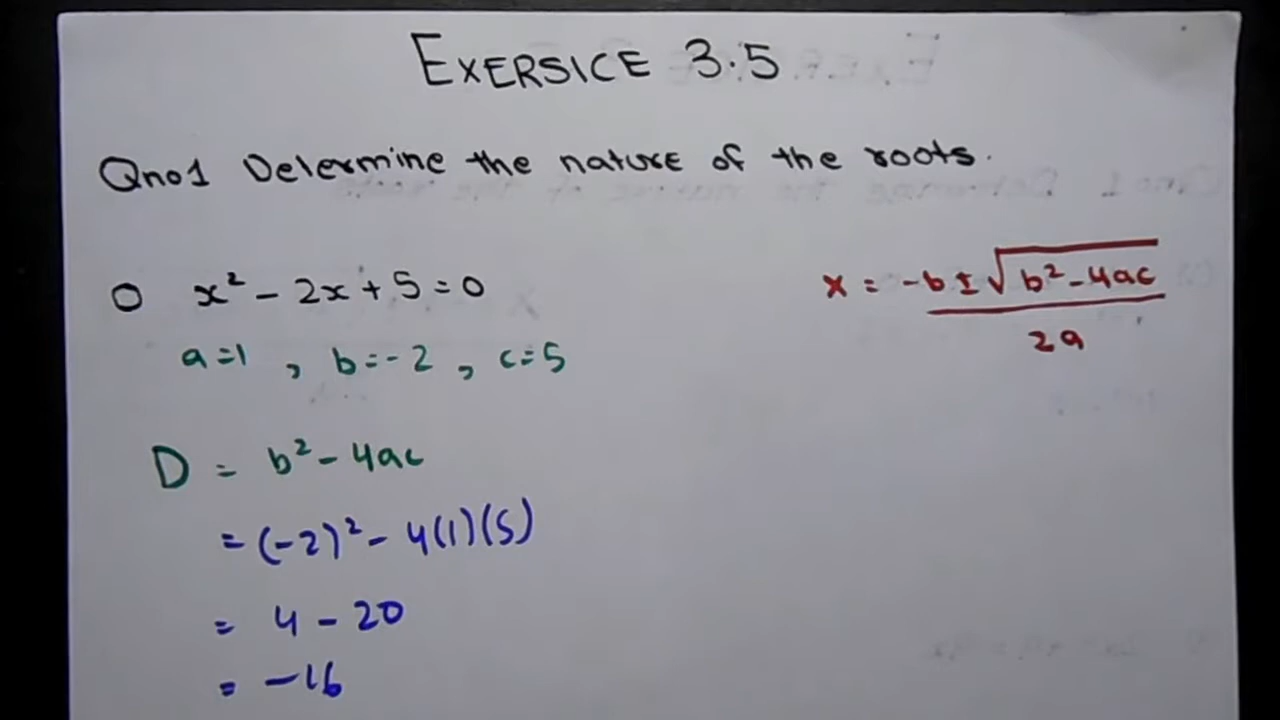 EXERSICE 3.5
Qno1 Determine the nature of the roots.
x² - 2x + 5 = 0
x = -b ± √b² - 4ac
2a
a=1 , b=-2 , c=5
D = b² - 4ac
= (-2)² - 4(1)(5)
= 4 - 20
= -16